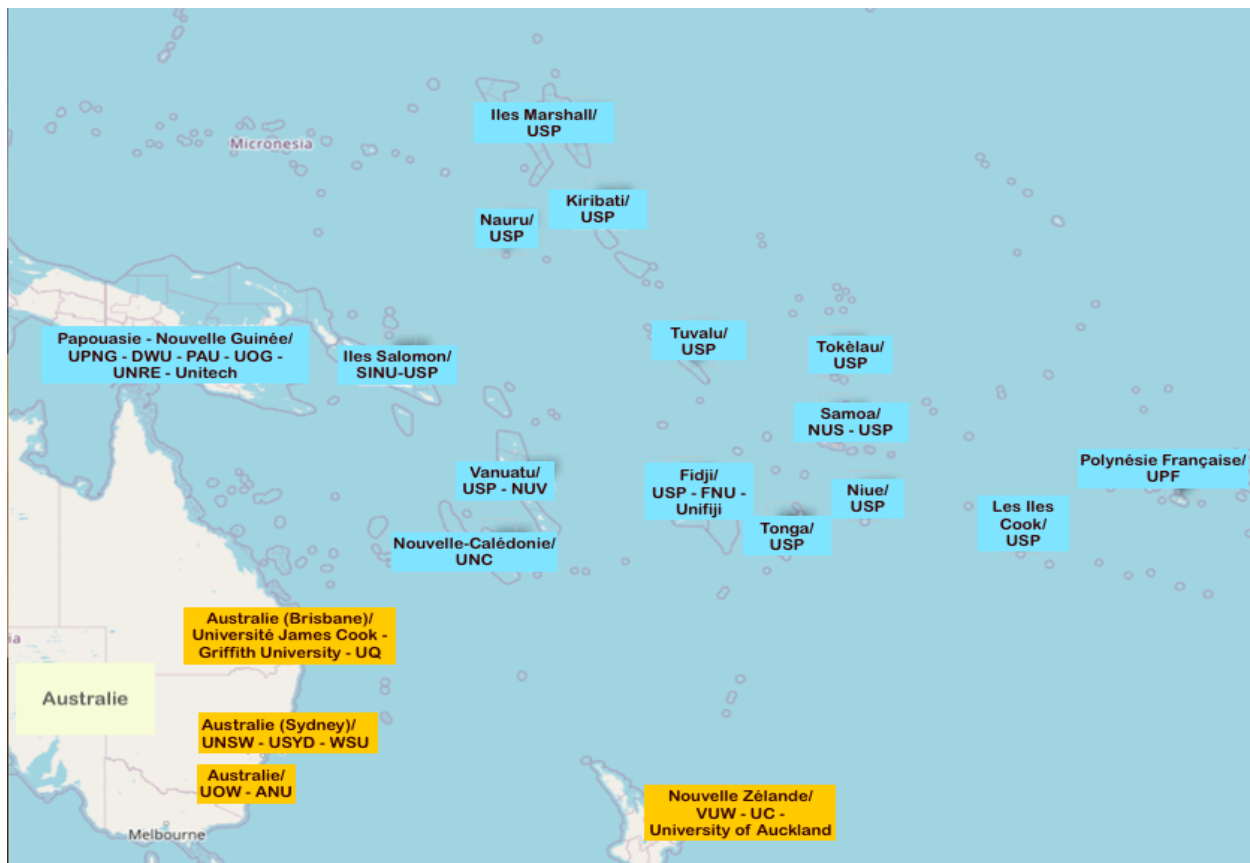 Iles Marshall/
USP
Micronesia
Kiribati/
USP
Nauru/
USP
Papouasie - Nouvelle Guinée/
UPNG - DWU - PAU - UOG -
UNRE - Unitech
Iles Salomon/
SINU-USP
Tuvalu/
USP
Tokèlau/
USP
Samoa/
NUS - USP
Vanuatu/
USP - NUV
Fidji/
USP - FNU -
Unifiji
Niue/
USP
Polynésie Française/
UPF
Les Iles
Cook/
USP
Tonga/
USP
Nouvelle-Calédonie/
UNC
Australie (Brisbane)/
Université James Cook -
Griffith University - UQ
ia
Australie
Australie (Sydney)/
UNSW - USYD - WSU
Australie/
UOW - ANU
Nouvelle Zélande/
VUW - UC -
University of Auckland
Melbourne